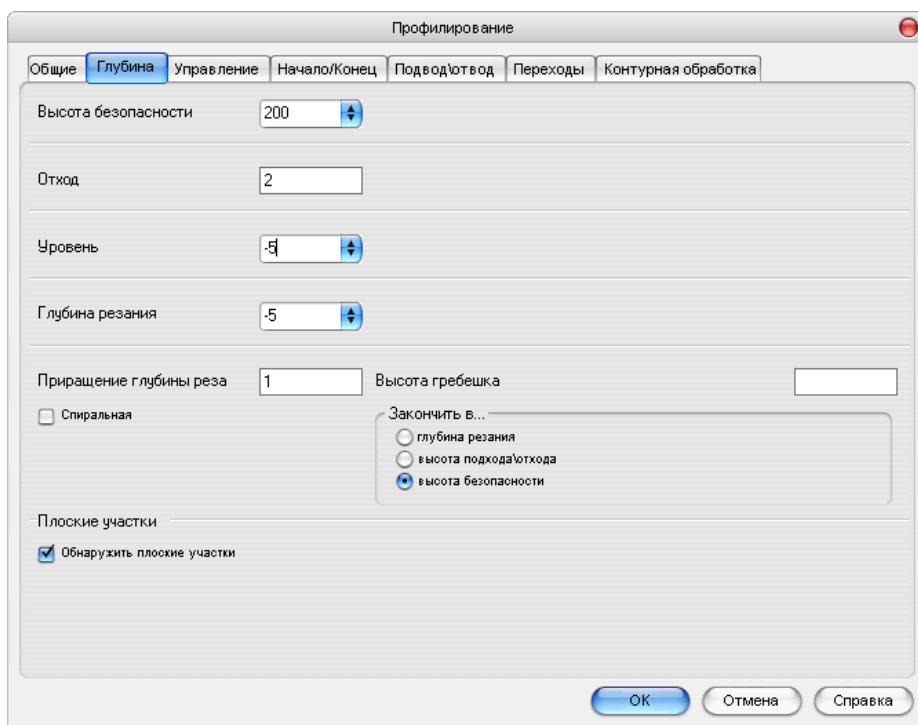 Профилирование
Общие Глубина Управление Начало/Конец Подвод\отвод Переходы Контурная обработка
Высота безопасности 200
Отход 2
Уровень -5
Глубина резания -5
Приращение глубины реза 1 Высота гребешка
Спиральная Закончить в...
глубина резания
высота подхода\отхода
высота безопасности
Плоские участки
Обнаружить плоские участки
OK Отмена Справка